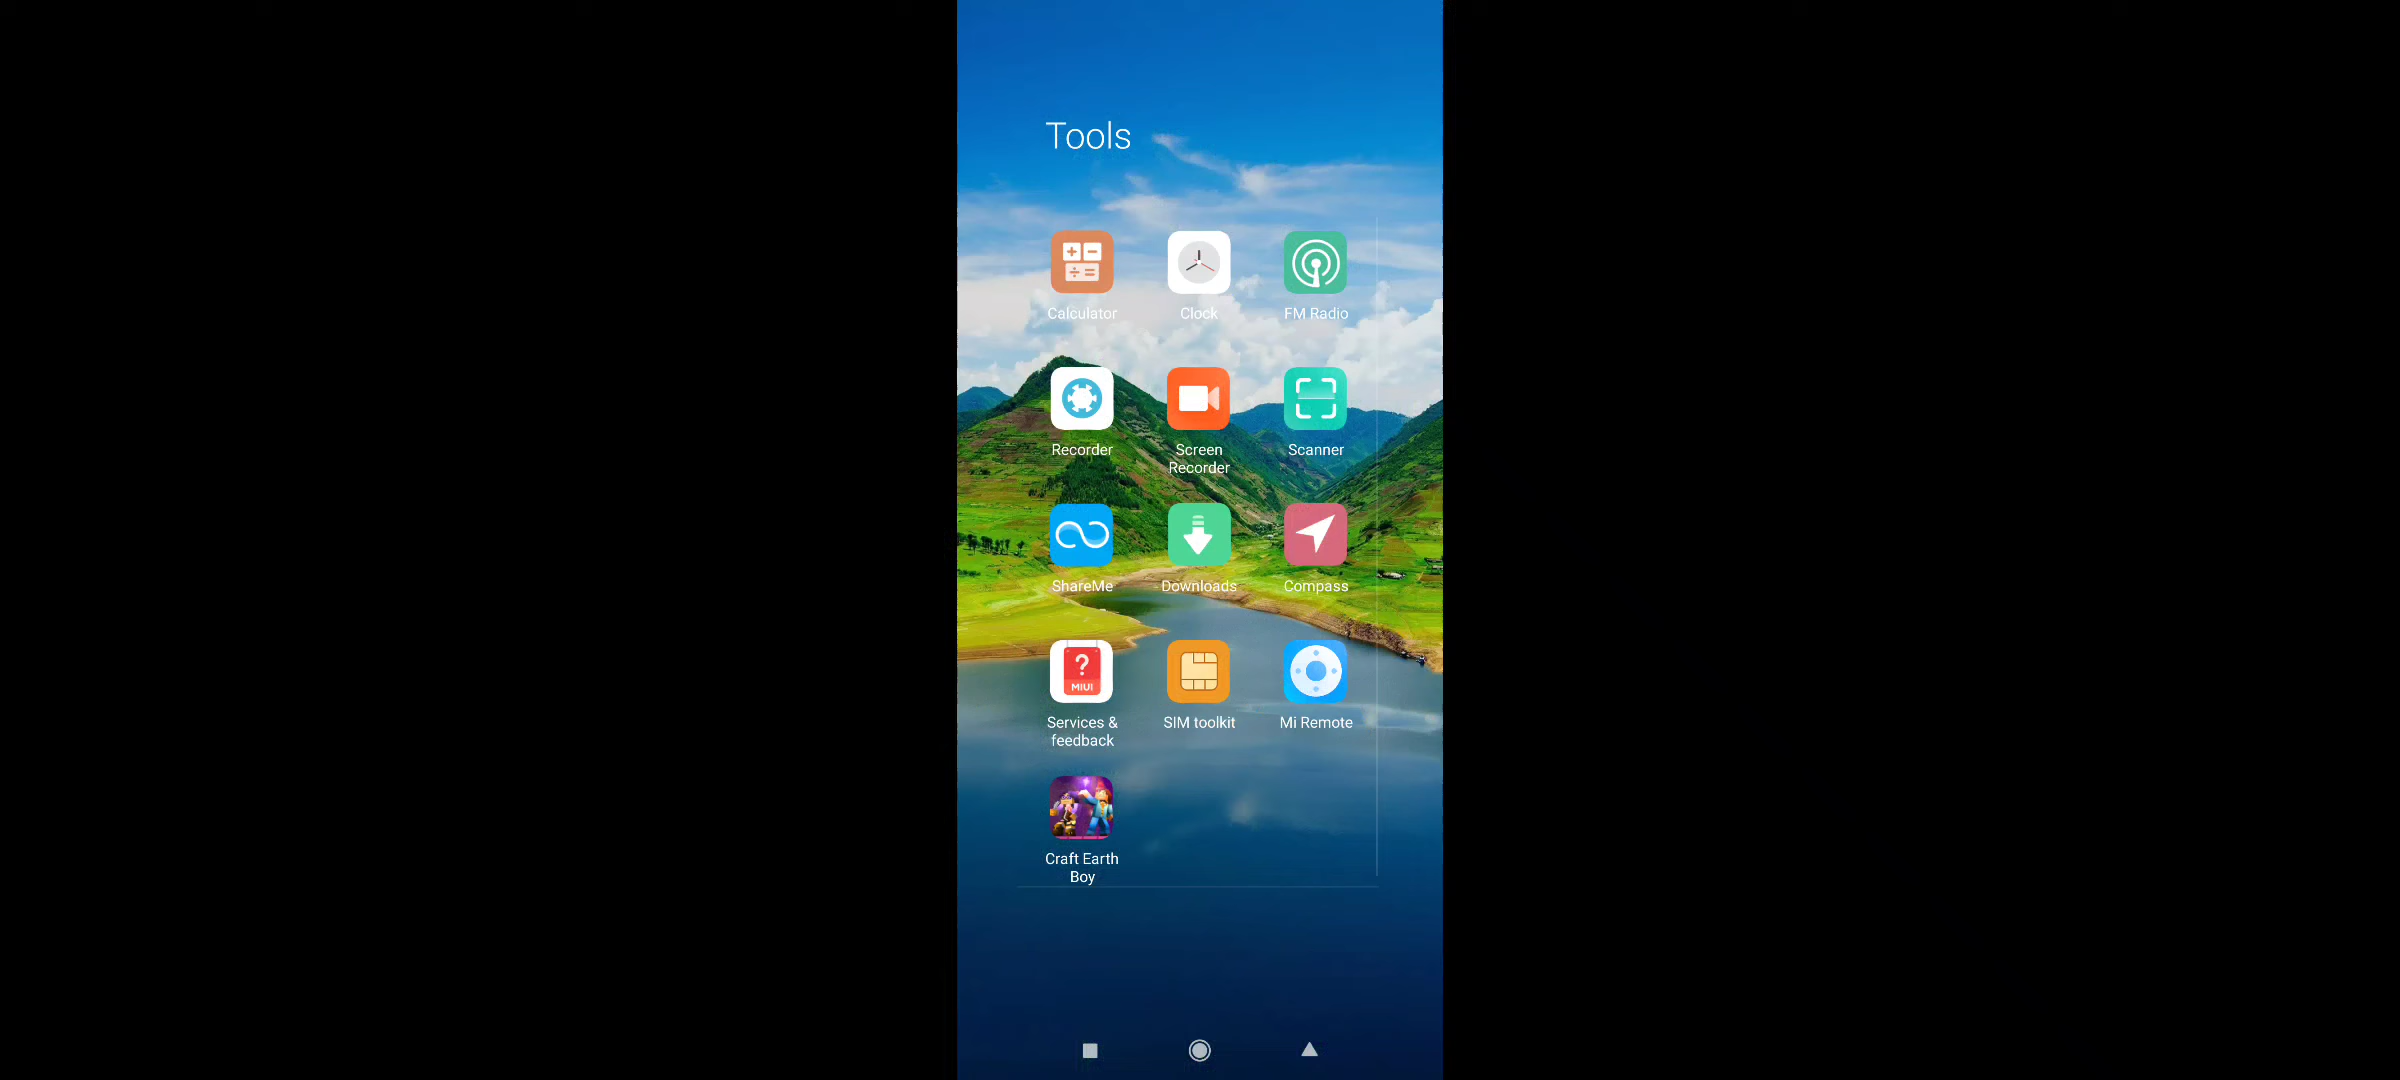 Tools
Calculator
Clock
FM Radio
Recorder
Screen
Recorder
Scanner
ShareMe
Downloads
Compass
?
MIUI
Services &
feedback
SIM toolkit
Mi Remote
Craft Earth
Boy